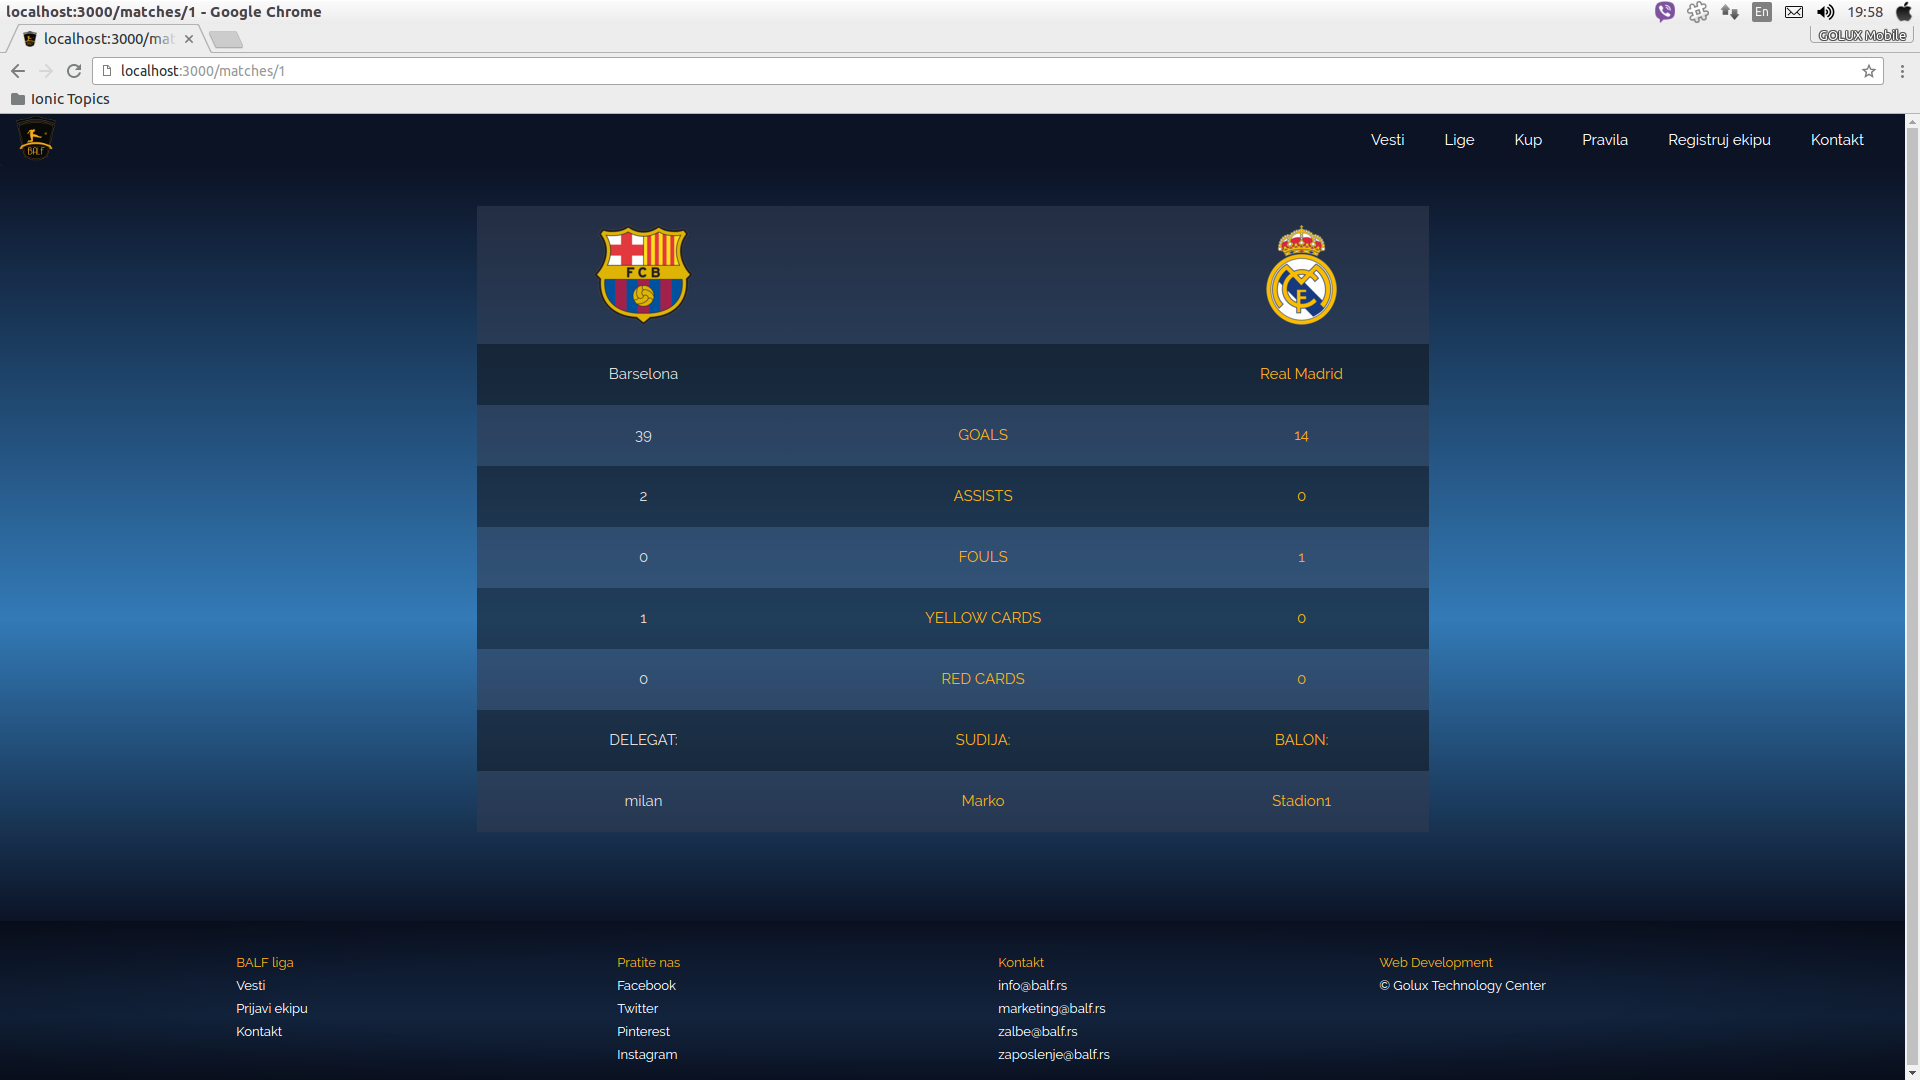 localhost:3000/matches/1 - Google Chrome
En 19:58
localhost:3000/mat
GOLUX Mobile
localhost:3000/matches/1
Ionic Topics
BALF
Vesti Lige Kup Pravila Registruj ekipu Kontakt
FCB
Barselona Real Madrid
39 GOALS 14
2 ASSISTS 0
0 FOULS 1
1 YELLOW CARDS 0
0 RED CARDS 0
DELEGAT: SUDIJA: BALON:
milan Marko Stadion1
BALF liga
Vesti
Prijavi ekipu
Kontakt
Pratite nas
Facebook
Twitter
Pinterest
Instagram
Kontakt
info@balf.rs
marketing@balf.rs
zalbe@balf.rs
zaposlenje@balf.rs
Web Development
© Golux Technology Center